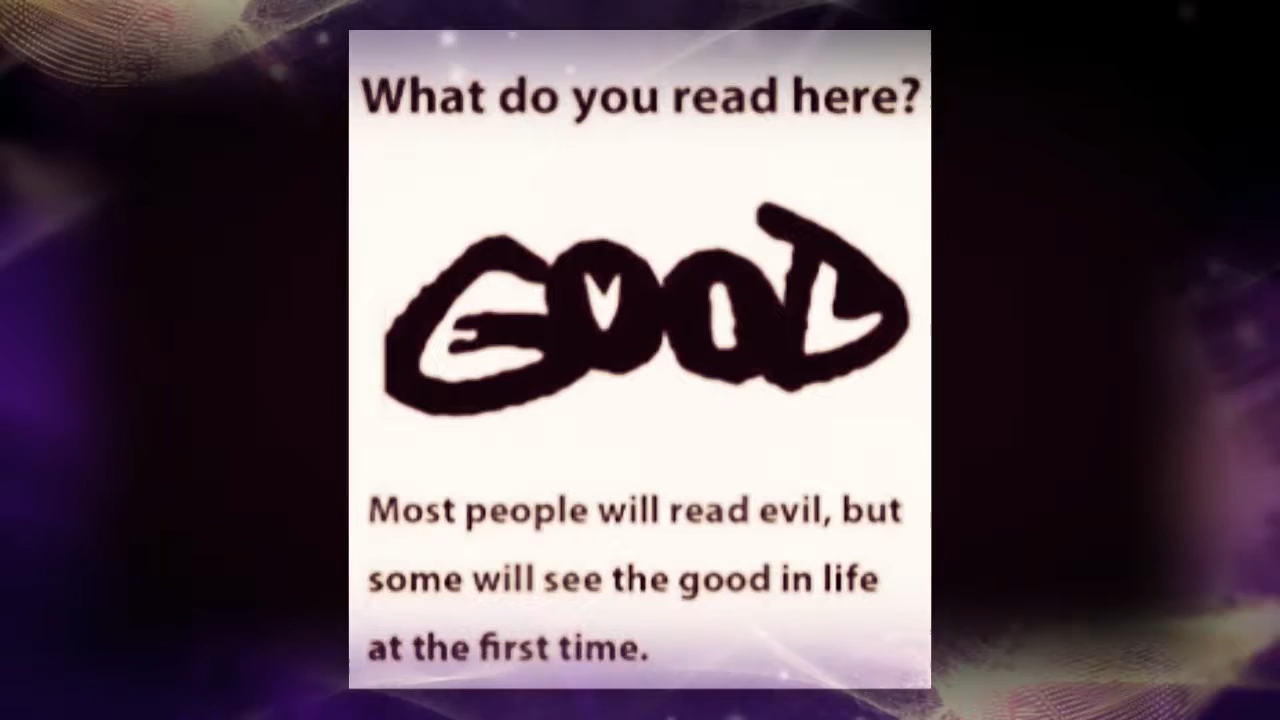 What do you read here?
GOOD
Most people will read evil, but
some will see the good in life
at the first time.